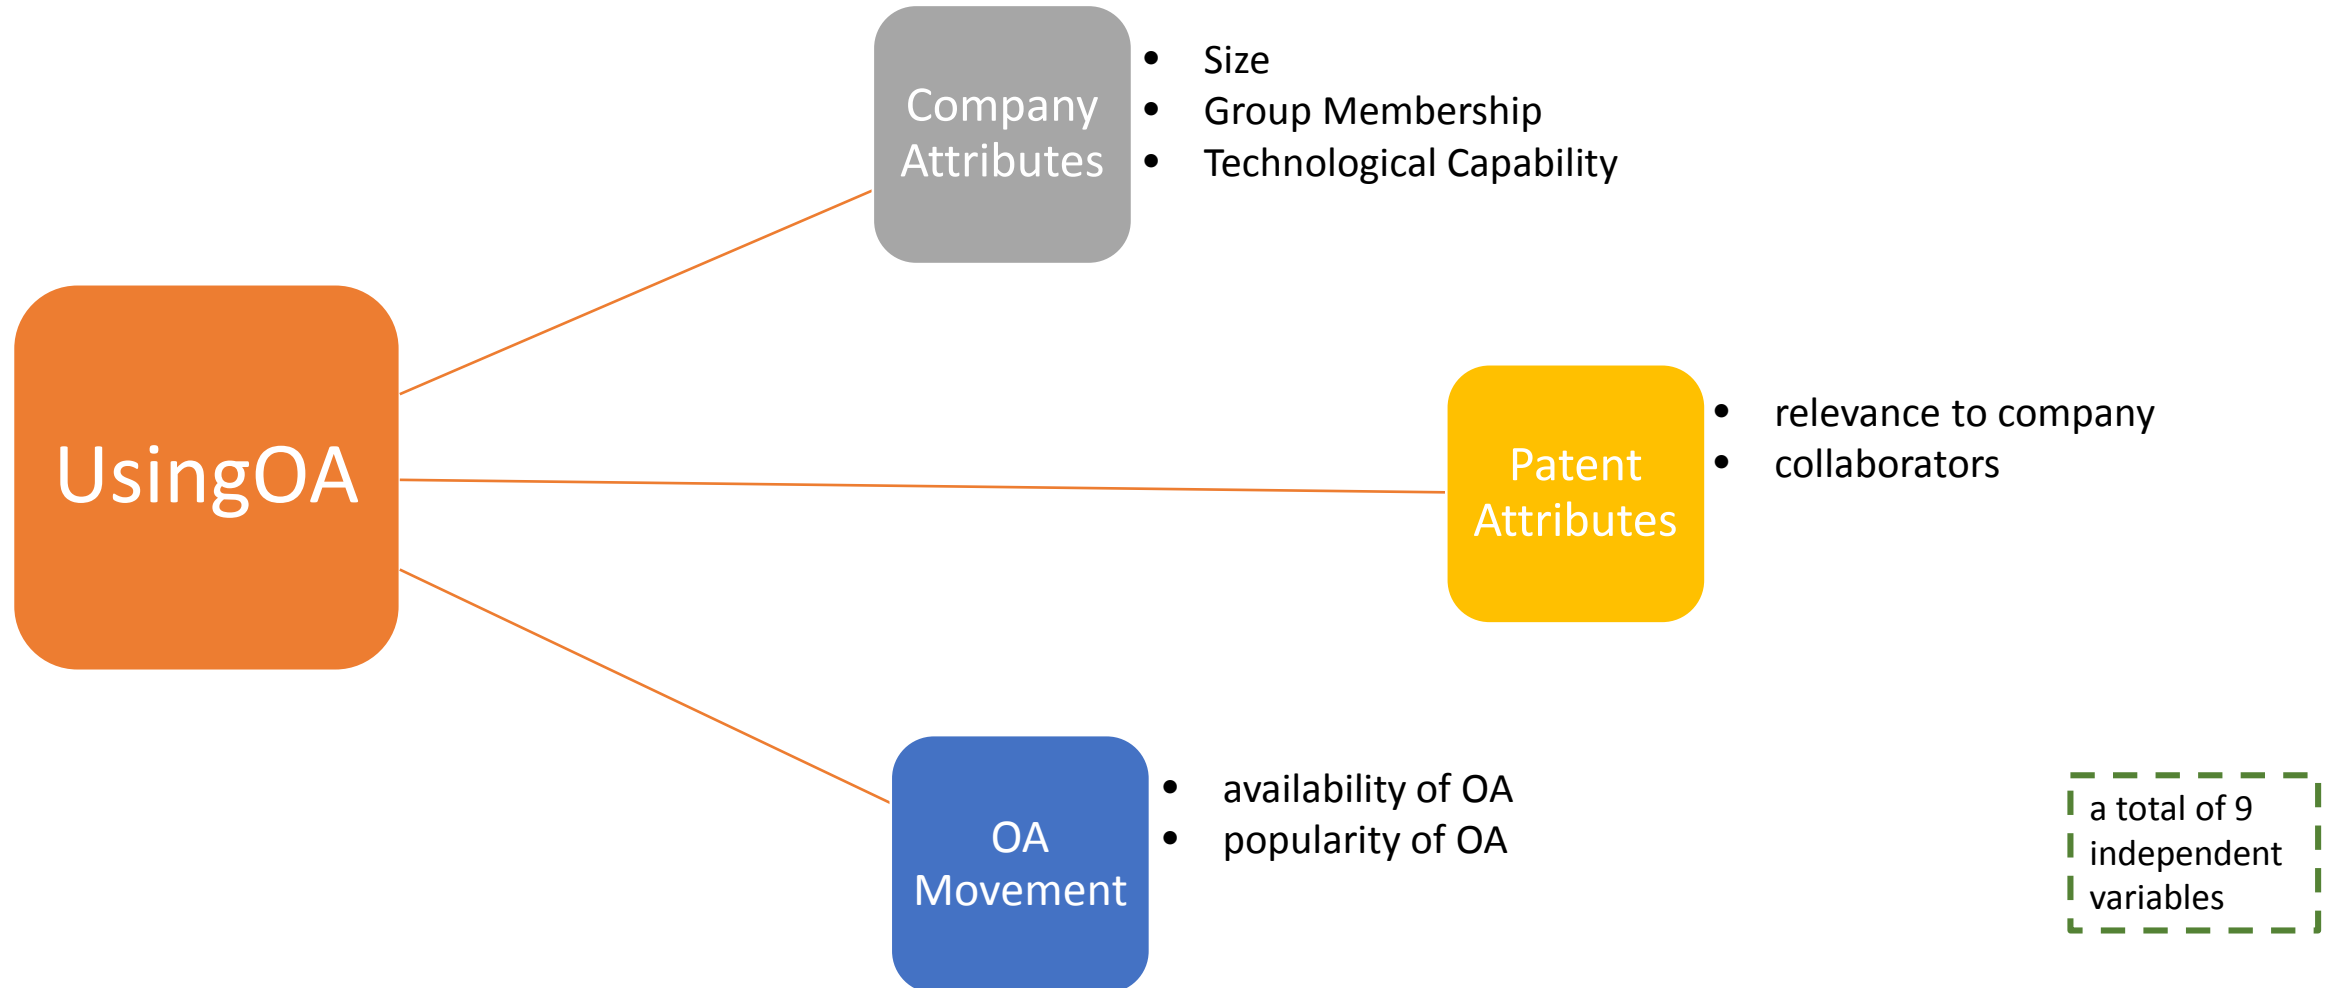 UsingOA
Company
Attributes
• Size
• Group Membership
• Technological Capability
Patent
Attributes
• relevance to company
• collaborators
OA
Movement
• availability of OA
• popularity of OA
a total of 9
independent
variables